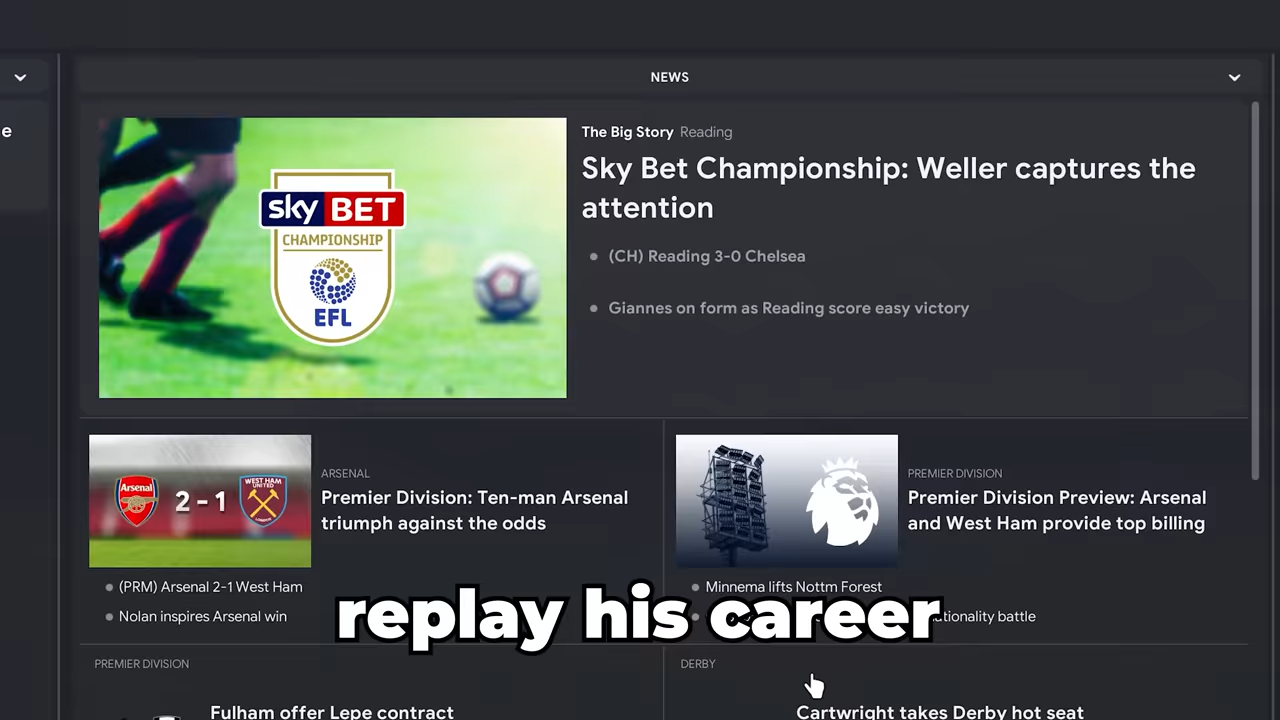 e
NEWS
sky BET
CHAMPIONSHIP
EFL
The Big Story Reading
Sky Bet Championship: Weller captures the
attention
(CH) Reading 3-0 Chelsea
Giannes on form as Reading score easy victory
Arsenal
2 - 1
WEST HAM
UNITED
LONDON
ARSENAL
Premier Division: Ten-man Arsenal
triumph against the odds
(PRM) Arsenal 2-1 West Ham
Nolan inspires Arsenal win
PREMIER DIVISION
Premier Division Preview: Arsenal
and West Ham provide top billing
Minnema lifts Nottm Forest
ationality battle
replay his career
PREMIER DIVISION
Fulham offer Lepe contract
DERBY
Cartwright takes Derby hot seat